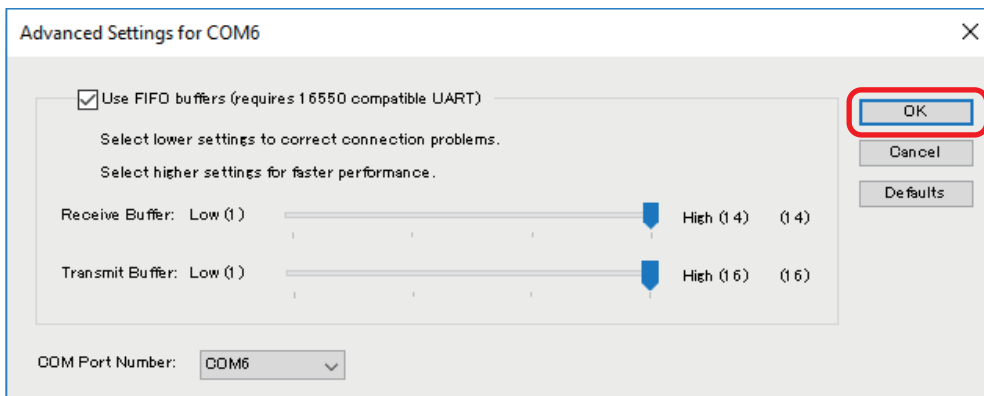 Advanced Settings for COM6
Use FIFO buffers (requires 16550 compatible UART)
OK
Select lower settings to correct connection problems.
Cancel
Select higher settings for faster performance.
Defaults
Receive Buffer: Low (1) High (14) (14)
Transmit Buffer: Low (1) High (16) (16)
COM Port Number: COM6